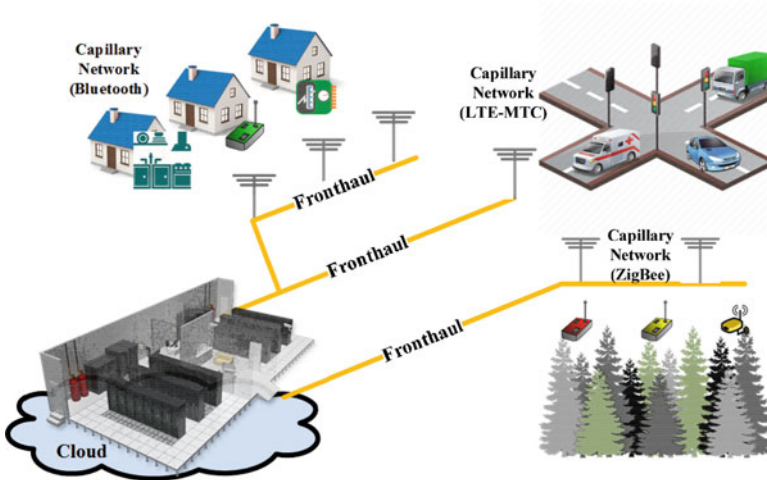 Capillary
Network
(Bluetooth)
Capillary
Network
(LTE-MTC)
Fronthaul
Fronthaul
Capillary
Network
(ZigBee)
Fronthaul
Cloud